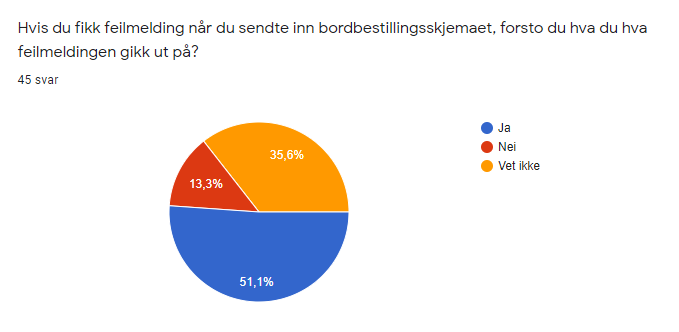 Hvis du fikk feilmelding når du sendte inn bordbestillingsskjemaet, forsto du hva du hva
feilmeldingen gikk ut på?
45 svar
Ja
Nei
Vet ikke
35,6%
13,3%
51,1%